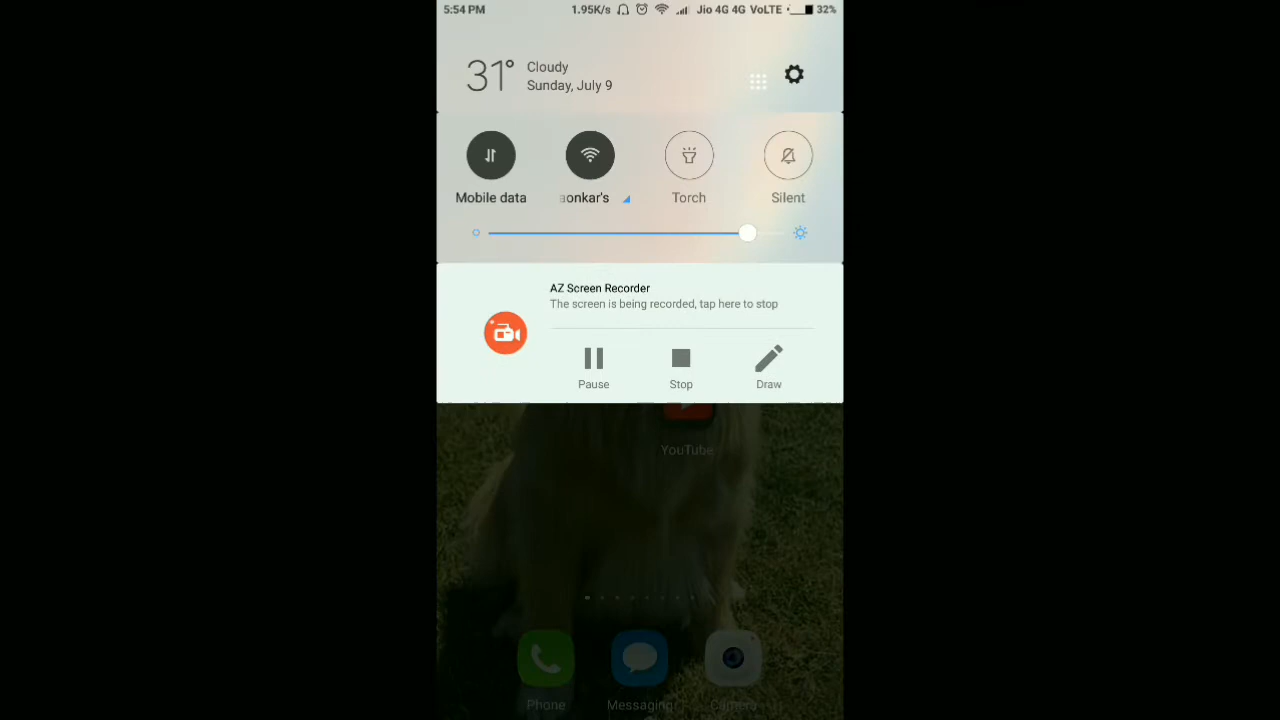 5:54 PM 1.95K/s Jio 4G 4G VoLTE 32%
31° Cloudy
Sunday, July 9
Mobile data aonkar's Torch Silent
AZ Screen Recorder
The screen is being recorded, tap here to stop
Pause Stop Draw
YouTube
Phone Messaging Camera